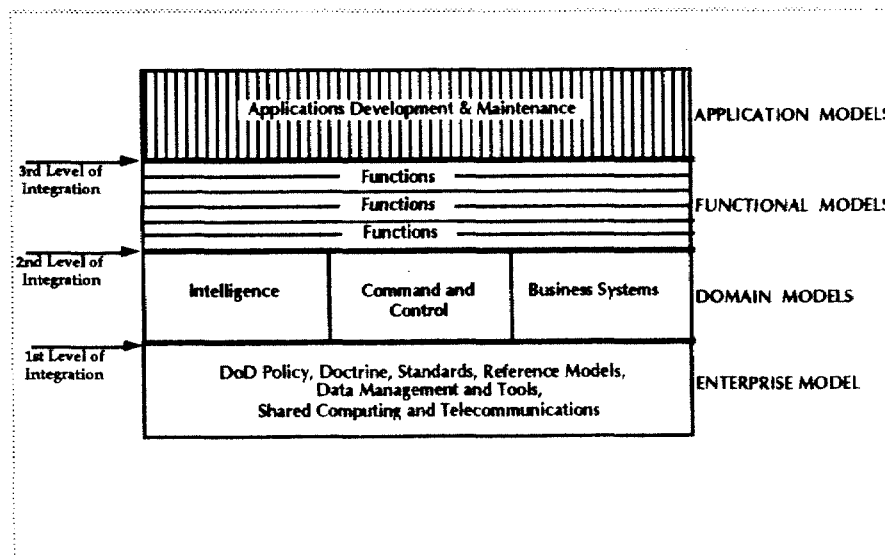 Applications Development & Maintenance
APPLICATION MODELS
3rd Level of
Integration
Functions
Functions
Functions
FUNCTIONAL MODELS
2nd Level of
Integration
Intelligence
Command and
Control
Business Systems
DOMAIN MODELS
1st Level of
Integration
DoD Policy, Doctrine, Standards, Reference Models,
Data Management and Tools,
Shared Computing and Telecommunications
ENTERPRISE MODEL